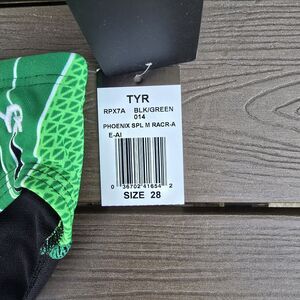 TYR
RPX7A BLK/GREEN
014
PHOENIX SPL M RACR-A
E-AI
0 36702 41654 2
SIZE 28